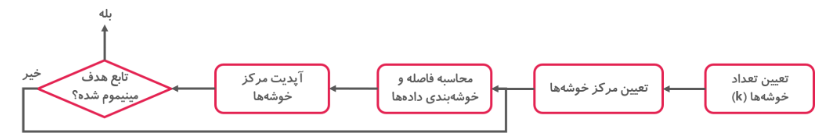 تعیین تعداد
خوشه‌ها (k)
تعیین مرکز خوشه‌ها
محاسبه فاصله و
خوشه‌بندی داده‌ها
آپدیت مرکز
خوشه‌ها
تابع هدف
مینیموم شده؟
بله
خیر